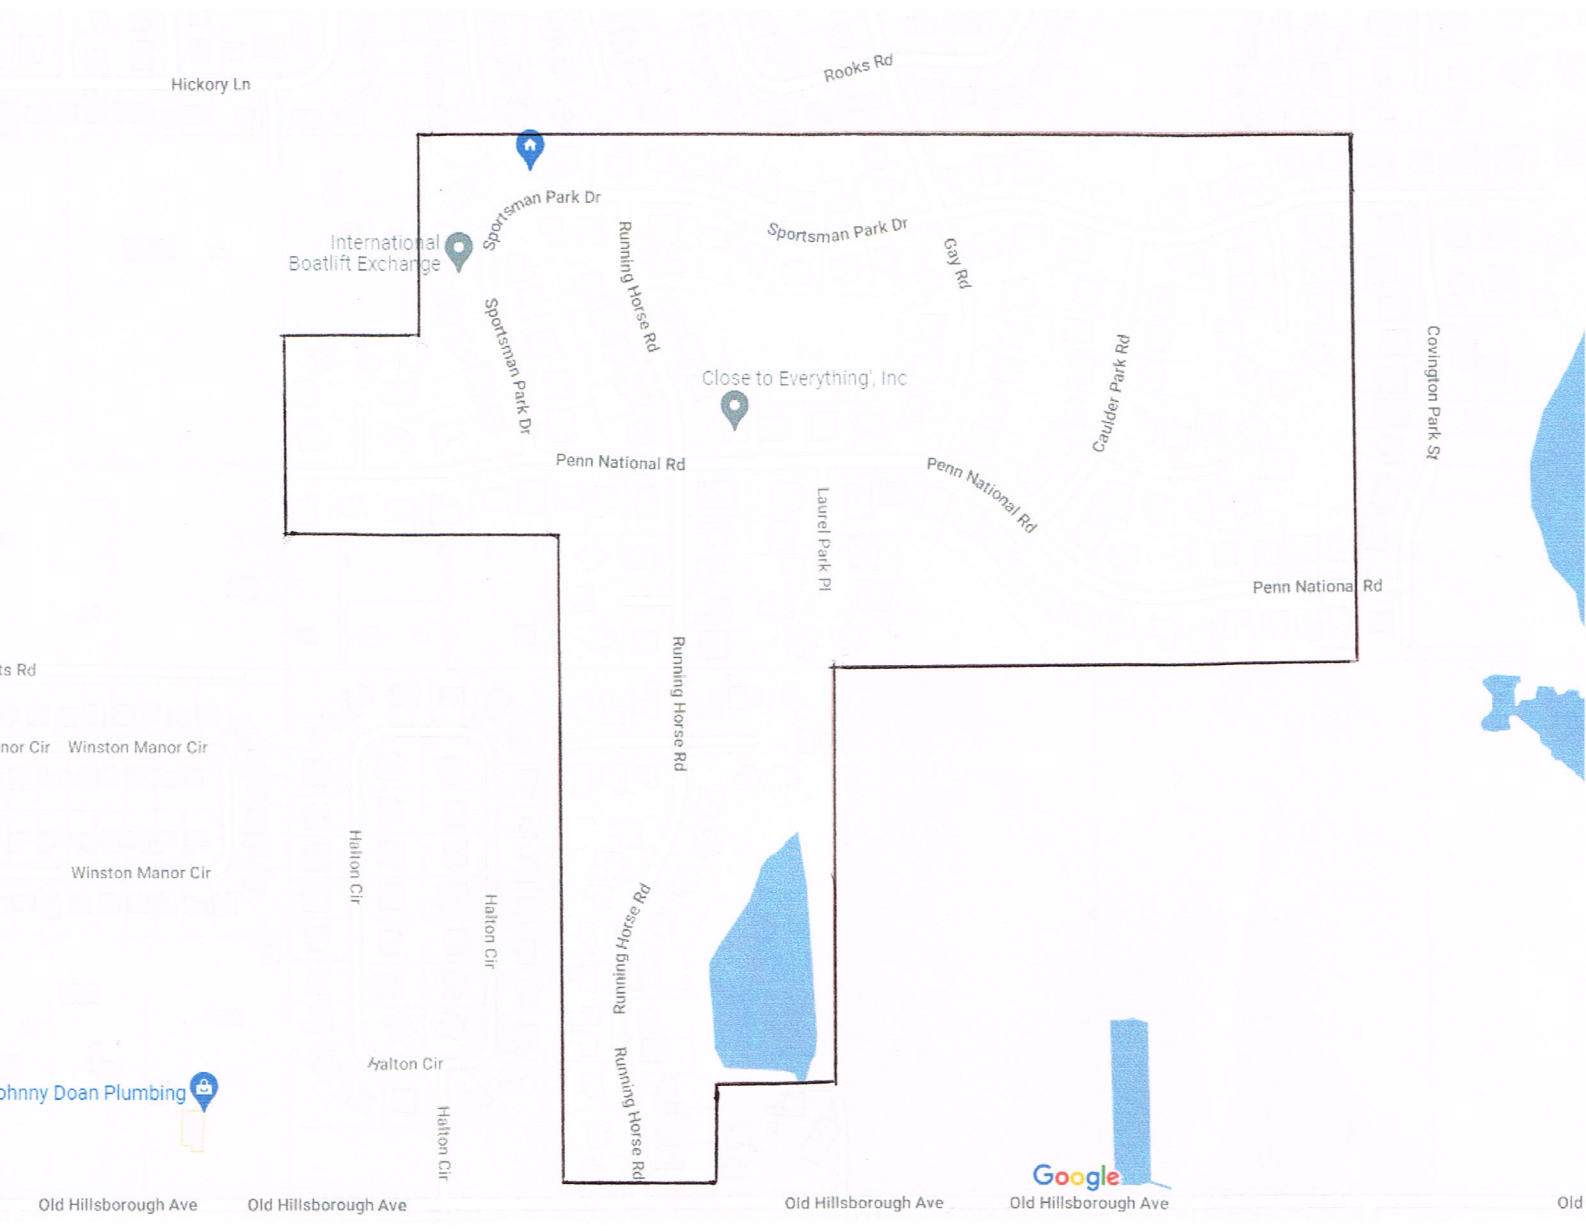 Rooks Rd
Hickory Ln
Sportsman Park Dr
Sportsman Park Dr
International
Boatlift Exchange
Running Horse Rd
Gay Rd
Sportsman Park Dr
Close to Everything', Inc
Caulder Park Rd
Covington Park St
Penn National Rd
Penn National Rd
Laurel Park Pl
Penn National Rd
ts Rd
Running Horse Rd
nor Cir
Winston Manor Cir
Winston Manor Cir
Halton Cir
Halton Cir
Running Horse Rd
Halton Cir
Running Horse Rd
ohnny Doan Plumbing
Halton Cir
Google
Old Hillsborough Ave
Old Hillsborough Ave
Old Hillsborough Ave
Old Hillsborough Ave
Old